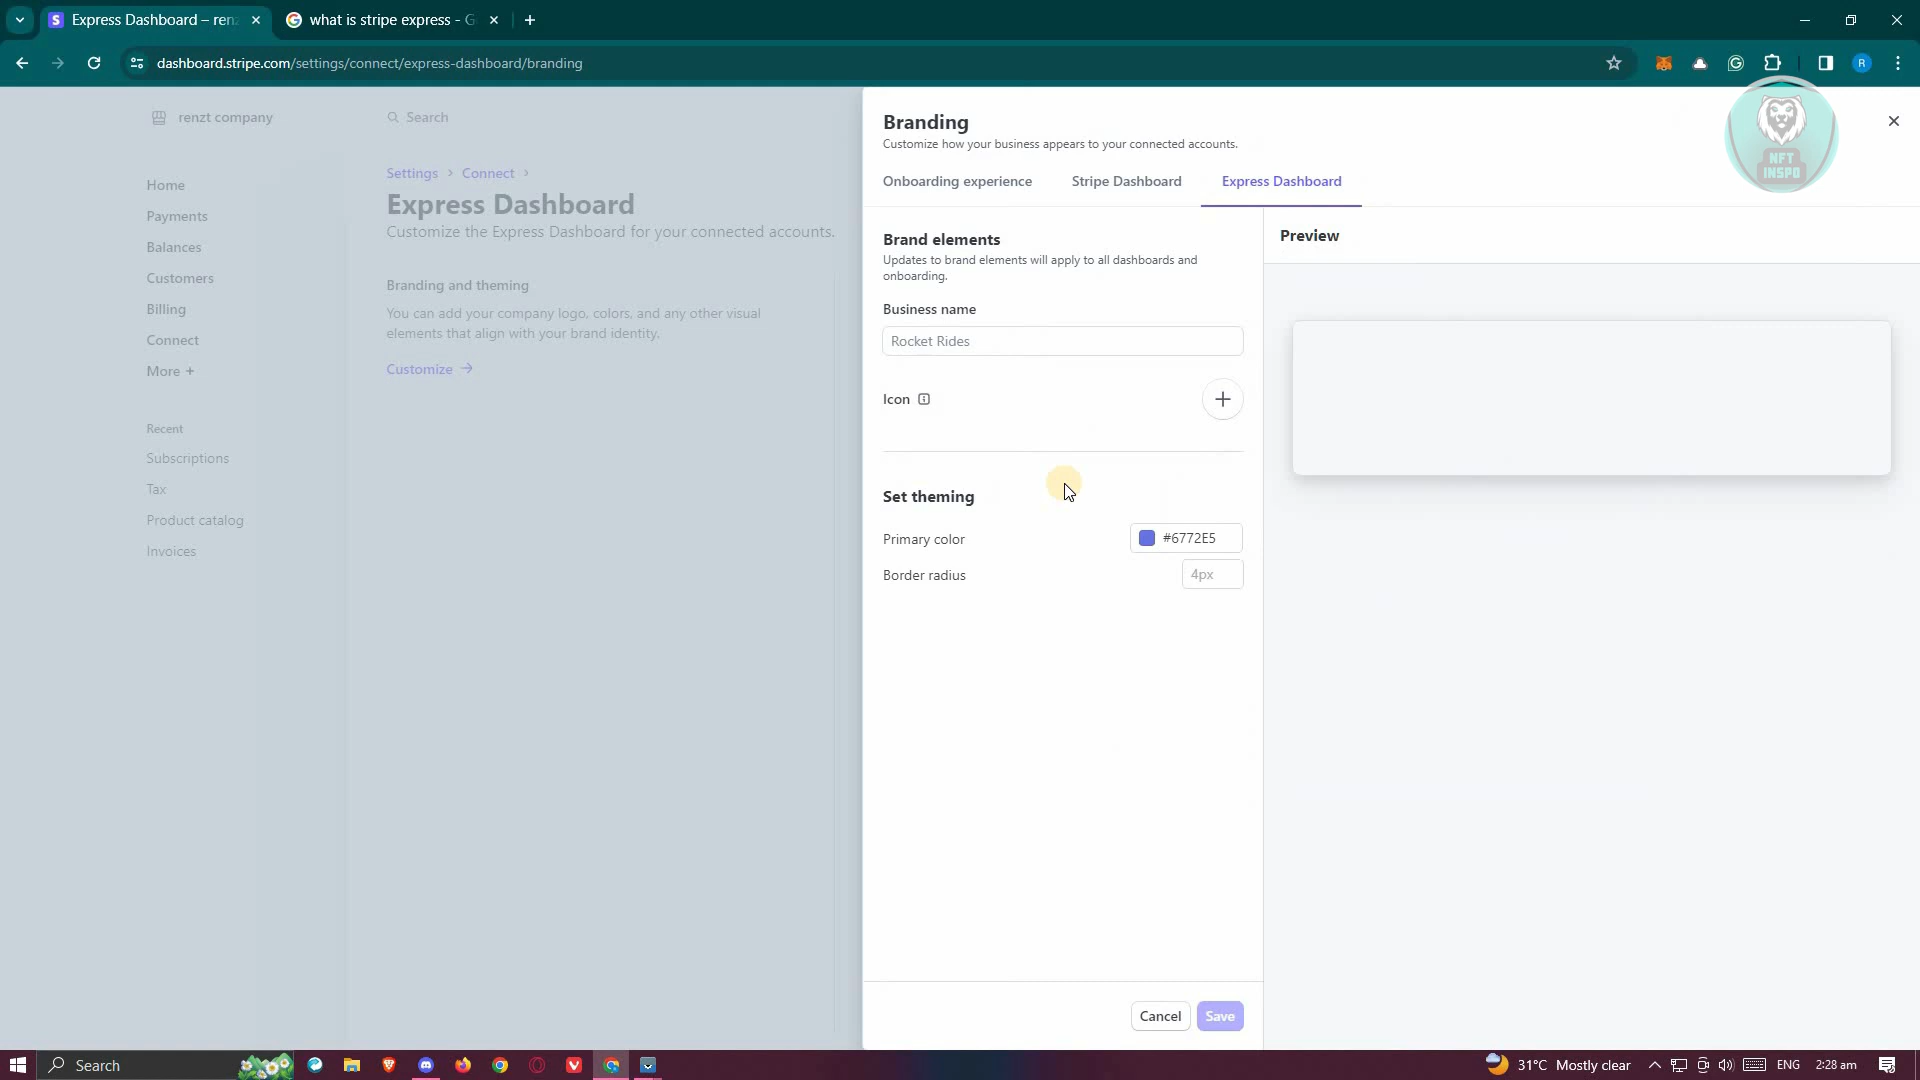 Express Dashboard – ren
what is stripe express - G
dashboard.stripe.com/settings/connect/express-dashboard/branding
R
renzt company
Search
Home
Payments
Balances
Customers
Billing
Connect
More +
Recent
Subscriptions
Tax
Product catalog
Invoices
Settings > Connect >
Express Dashboard
Customize the Express Dashboard for your connected accounts.
Branding and theming
You can add your company logo, colors, and any other visual
elements that align with your brand identity.
Customize →
Branding
Customize how your business appears to your connected accounts.
NFT
INSPO
Onboarding experience
Stripe Dashboard
Express Dashboard
Brand elements
Updates to brand elements will apply to all dashboards and
onboarding.
Business name
Rocket Rides
Icon
Set theming
Primary color
#6772E5
Border radius
4px
Cancel
Save
Preview
Search
31°C Mostly clear
ENG
2:28 am